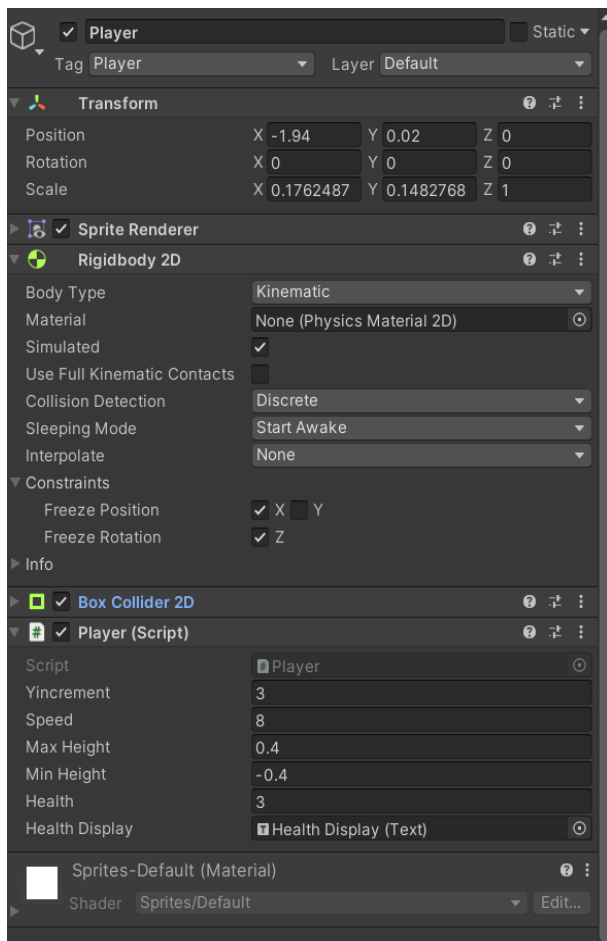 Player Static
Tag Player Layer Default
Transform
Position X -1.94 Y 0.02 Z 0
Rotation X 0 Y 0 Z 0
Scale X 0.1762487 Y 0.1482768 Z 1
Sprite Renderer
Rigidbody 2D
Body Type Kinematic
Material None (Physics Material 2D)
Simulated
Use Full Kinematic Contacts
Collision Detection Discrete
Sleeping Mode Start Awake
Interpolate None
Constraints
Freeze Position X Y
Freeze Rotation Z
Info
Box Collider 2D
# Player (Script)
Script # Player
Yincrement 3
Speed 8
Max Height 0.4
Min Height -0.4
Health 3
Health Display T Health Display (Text)
Sprites-Default (Material)
Shader Sprites/Default Edit...